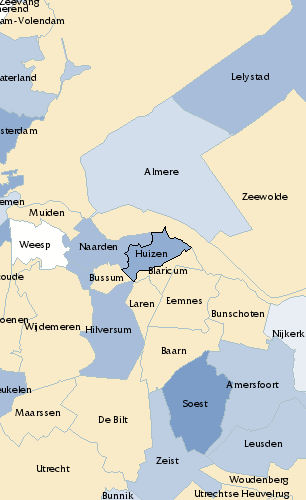 Zeevang
nerend
am-Volendam
aterland
Lelystad
sterdam
Almere
Zeewolde
emen
Muiden
Weesp
Naarden
Huizen
Blaricum
oude
Bussum
Laren
Eemnes
Bunschoten
oenen
Wijdemeren
Hilversum
Nijkerk
Baarn
eukelen
Amersfoort
Maarssen
De Bilt
Soest
Leusden
Utrecht
Zeist
Woudenberg
Bunnik
Utrechtse Heuvelrug